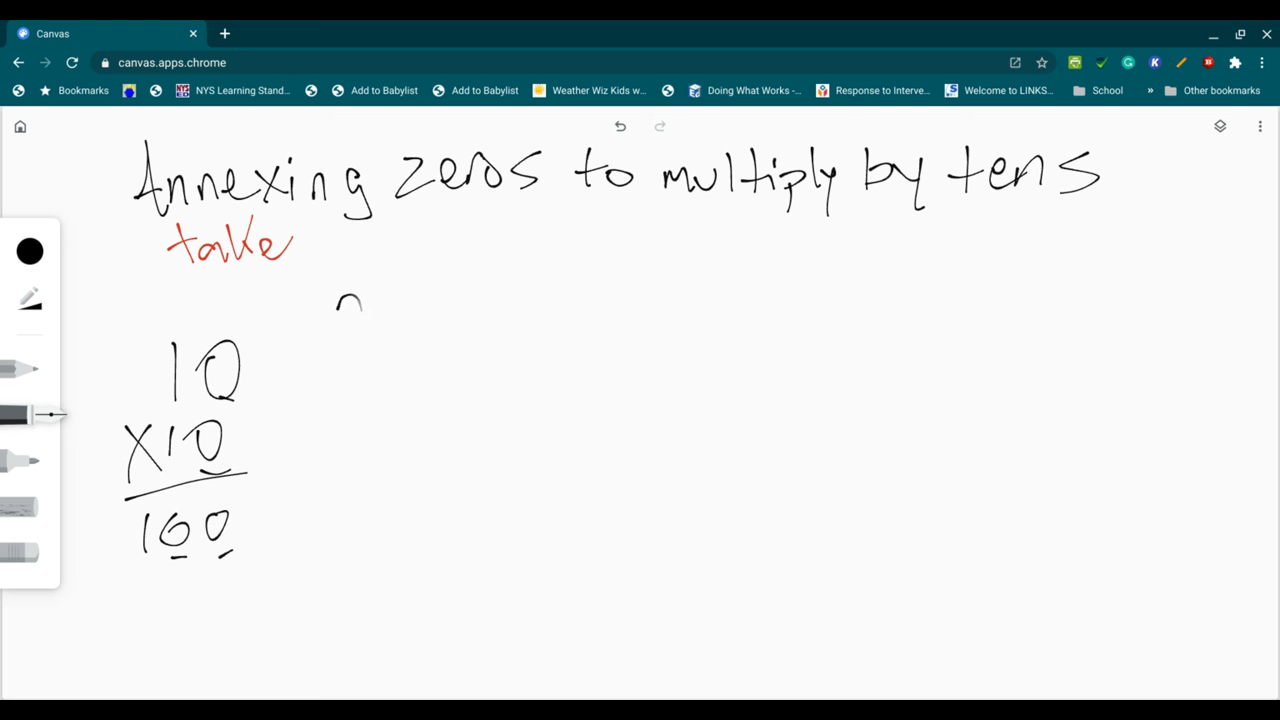 Canvas
canvas.apps.chrome
Bookmarks NYS Learning Stand... Add to Babylist Add to Babylist Weather Wiz Kids w... Doing What Works -... Response to Interve... Welcome to LINKS... School » Other bookmarks
Annexing zeros to multiply by tens
take
10
x10
100